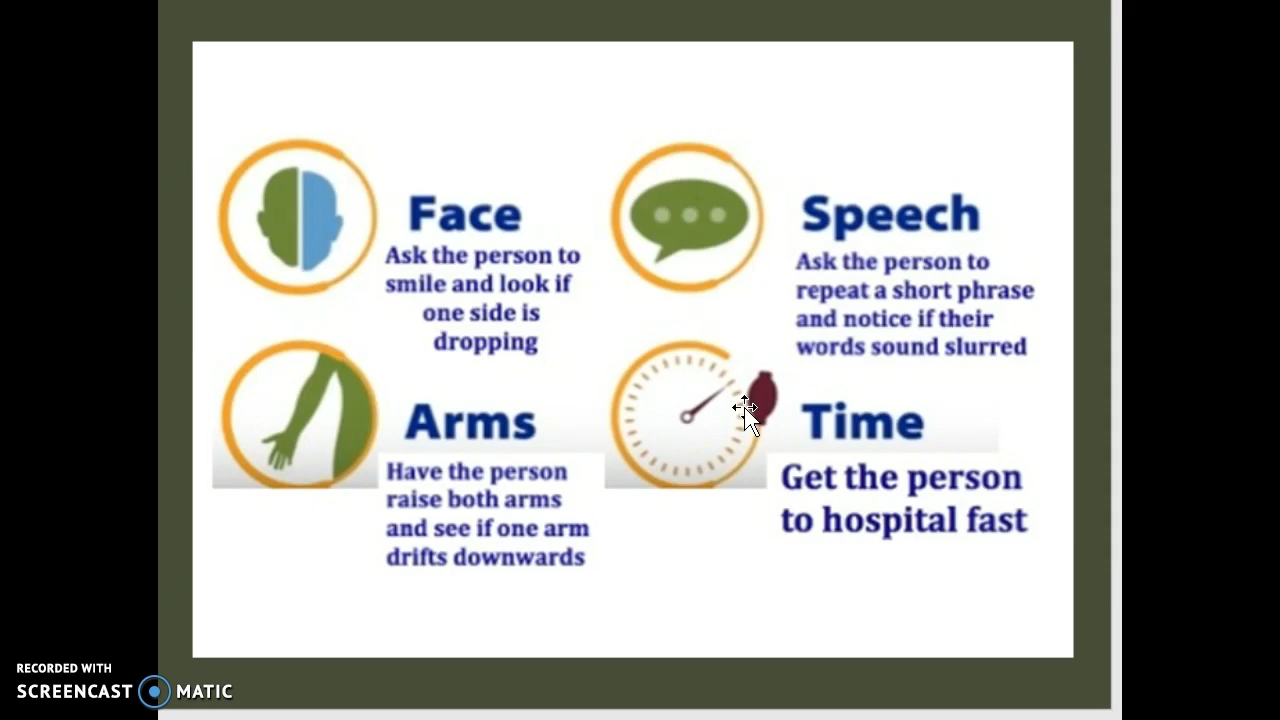 Face
Ask the person to
smile and look if
one side is
dropping
Speech
Ask the person to
repeat a short phrase
and notice if their
words sound slurred
Arms
Have the person
raise both arms
and see if one arm
drifts downwards
Time
Get the person
to hospital fast
RECORDED WITH
SCREENCAST MATIC